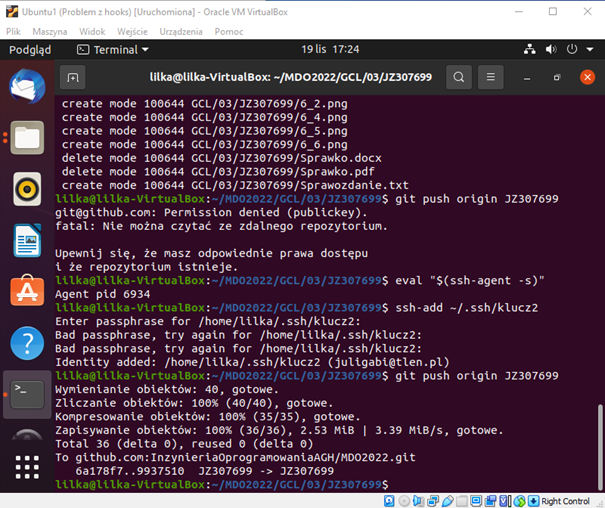 Ubuntu1 (Problem z hooks) [Uruchomiona] - Oracle VM VirtualBox
Plik Maszyna Widok Wejście Urządzenia Pomoc
Podgląd Terminal 19 lis 17:24
lilka@lilka-VirtualBox: ~/MDO2022/GCL/03/JZ307699
create mode 100644 GCL/03/JZ307699/6_2.png
create mode 100644 GCL/03/JZ307699/6_4.png
create mode 100644 GCL/03/JZ307699/6_5.png
create mode 100644 GCL/03/JZ307699/6_6.png
delete mode 100644 GCL/03/JZ307699/Sprawko.docx
delete mode 100644 GCL/03/JZ307699/Sprawko.pdf
create mode 100644 GCL/03/JZ307699/Sprawozdanie.txt
lilka@lilka-VirtualBox:~/MDO2022/GCL/03/JZ307699$ git push origin JZ307699
git@github.com: Permission denied (publickey).
fatal: Nie można czytać ze zdalnego repozytorium.
Upewnij się, że masz odpowiednie prawa dostępu
i że repozytorium istnieje.
lilka@lilka-VirtualBox:~/MDO2022/GCL/03/JZ307699$ eval "$(ssh-agent -s)"
Agent pid 6934
lilka@lilka-VirtualBox:~/MDO2022/GCL/03/JZ307699$ ssh-add ~/.ssh/klucz2
Enter passphrase for /home/lilka/.ssh/klucz2:
Bad passphrase, try again for /home/lilka/.ssh/klucz2:
Bad passphrase, try again for /home/lilka/.ssh/klucz2:
Identity added: /home/lilka/.ssh/klucz2 (juligabi@tlen.pl)
lilka@lilka-VirtualBox:~/MDO2022/GCL/03/JZ307699$ git push origin JZ307699
Wymienianie obiektów: 40, gotowe.
Zliczanie obiektów: 100% (40/40), gotowe.
Kompresowanie obiektów: 100% (35/35), gotowe.
Zapisywanie obiektów: 100% (36/36), 2.53 MiB | 3.39 MiB/s, gotowe.
Total 36 (delta 0), reused 0 (delta 0)
To github.com:InzynieriaOprogramowaniaAGH/MDO2022.git
6a178f7..9937510 JZ307699 -> JZ307699
lilka@lilka-VirtualBox:~/MDO2022/GCL/03/JZ307699$
Right Control